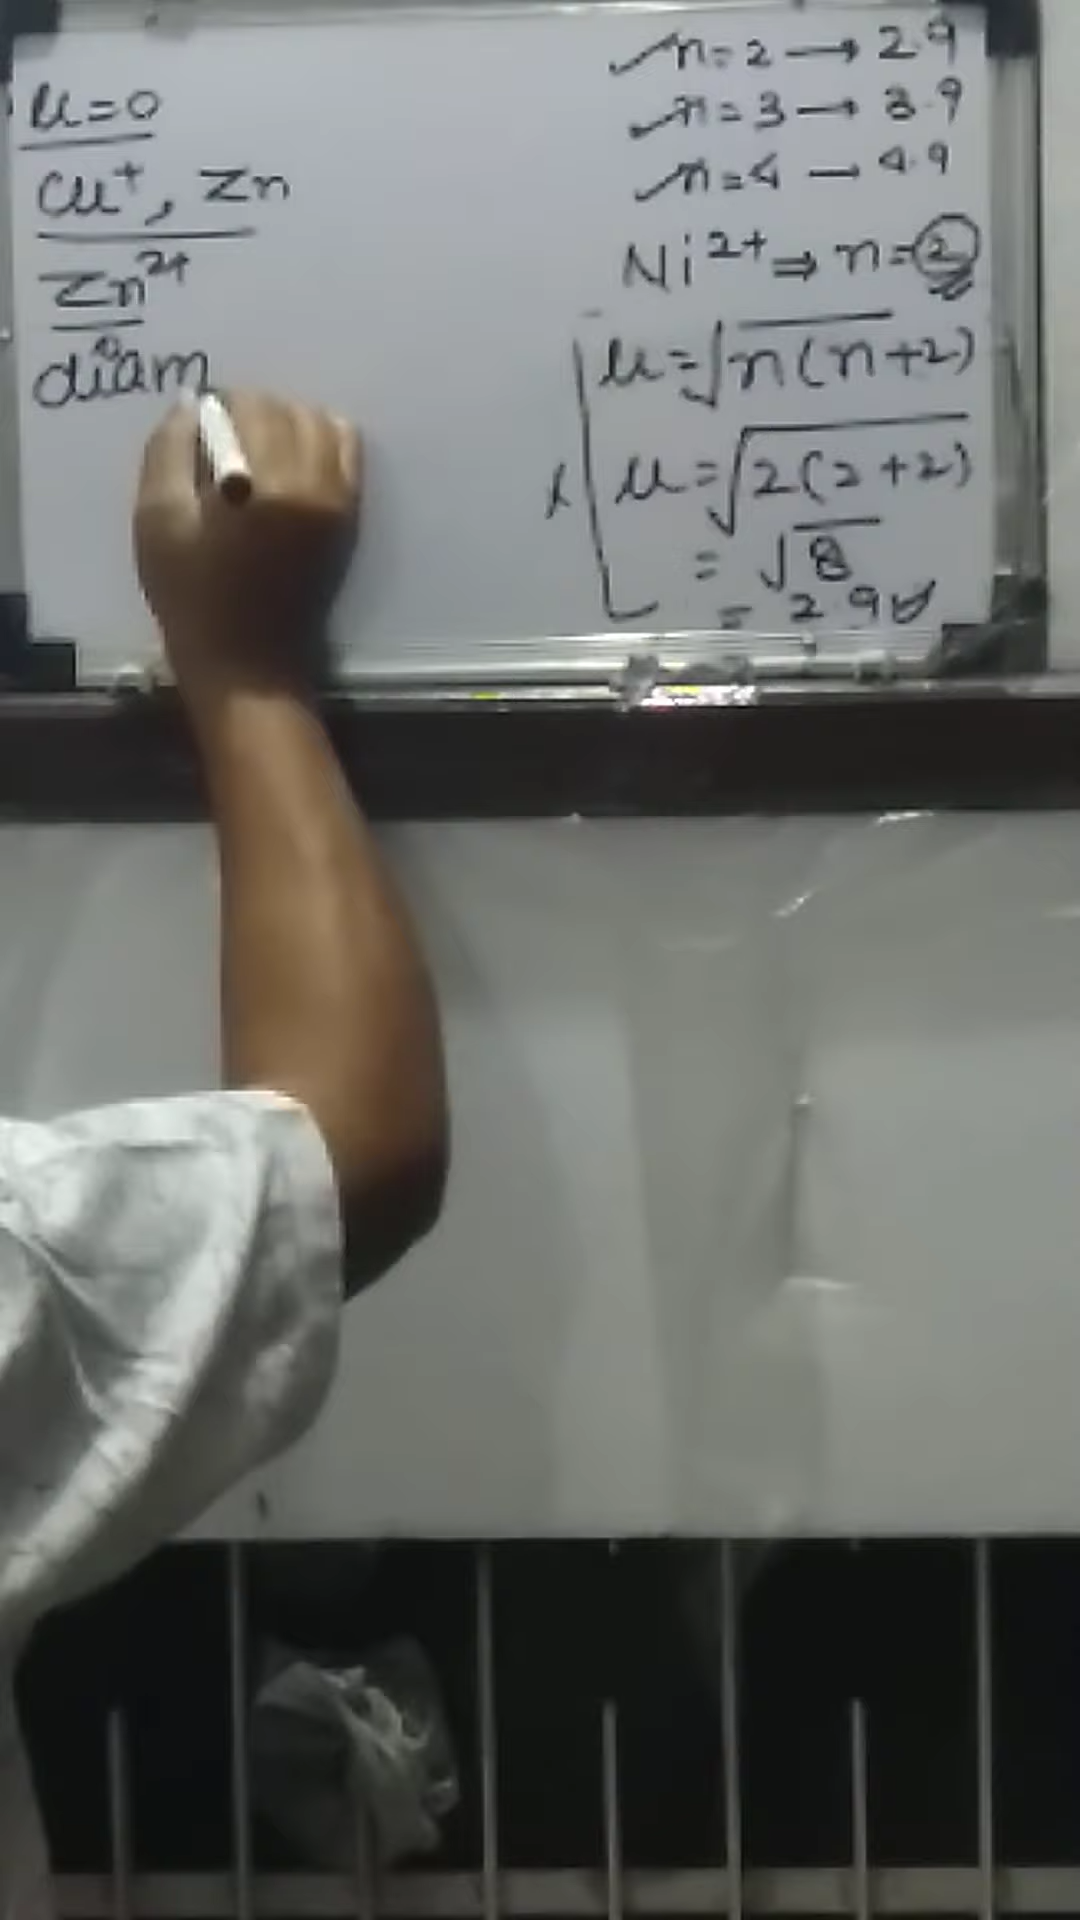 μ=0
Cu⁺, Zn
Zn²⁺
diam
✓n=2 → 2.9
✓n=3 → 3.9
✓n=4 — 4.9
Ni²⁺ ⇒ n=2
μ=√n(n+2)
x μ=√2(2+2)
= √8
= 2.9